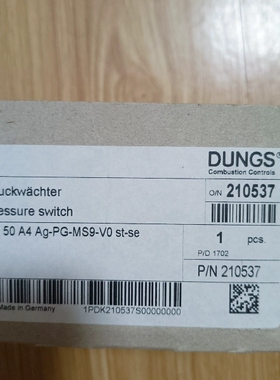 DUNGS®
Combustion Controls
uckwächter
O/N 210537
essure switch
50 A4 Ag-PG-MS9-V0 st-se
1 pcs.
P/D 1702
P/N 210537
Made in Germany
1PDK210537S00000000